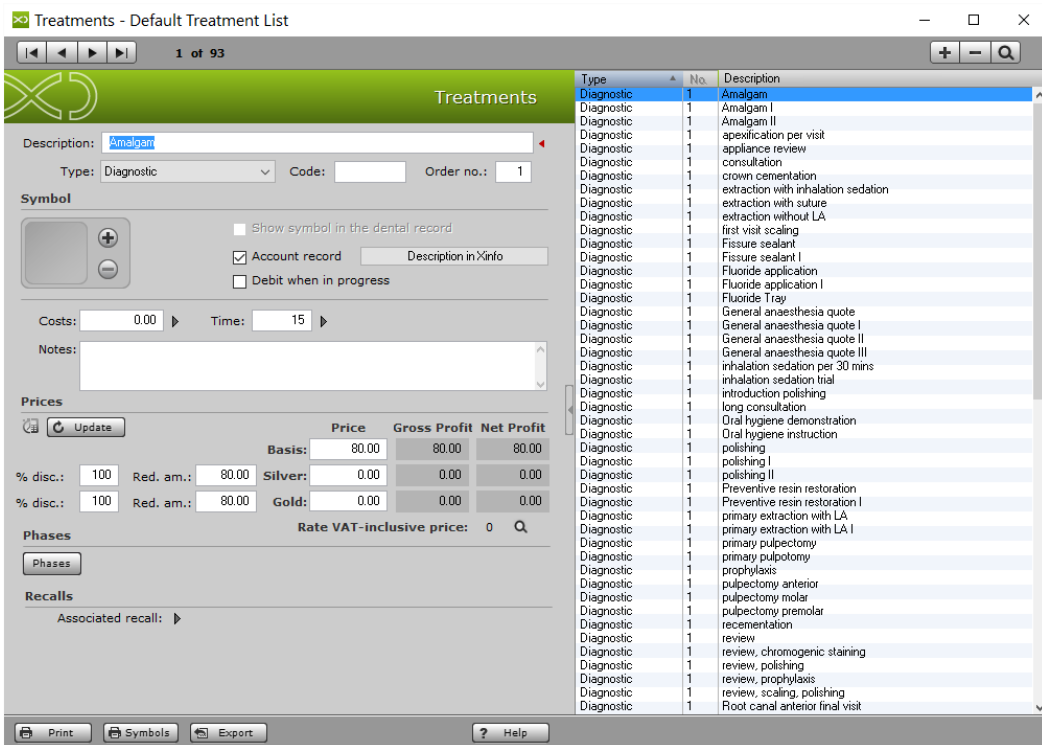 Treatments - Default Treatment List
1 of 93
Treatments
Description: Amalgam
Type: Diagnostic Code: Order no.: 1
Symbol
Show symbol in the dental record
Account record Description in Xinfo
Debit when in progress
Costs: 0.00 Time: 15
Notes:
Prices
Update
Price Gross Profit Net Profit
Basis: 80.00 80.00 80.00
% disc.: 100 Red. am.: 80.00 Silver: 0.00 0.00 0.00
% disc.: 100 Red. am.: 80.00 Gold: 0.00 0.00 0.00
Rate VAT-inclusive price: 0
Phases
Phases
Recalls
Associated recall:
Type No. Description
Diagnostic 1 Amalgam
Diagnostic 1 Amalgam I
Diagnostic 1 Amalgam II
Diagnostic 1 apexification per visit
Diagnostic 1 appliance review
Diagnostic 1 consultation
Diagnostic 1 crown cementation
Diagnostic 1 extraction with inhalation sedation
Diagnostic 1 extraction with suture
Diagnostic 1 extraction without LA
Diagnostic 1 first visit scaling
Diagnostic 1 Fissure sealant
Diagnostic 1 Fissure sealant I
Diagnostic 1 Fluoride application
Diagnostic 1 Fluoride application I
Diagnostic 1 Fluoride Tray
Diagnostic 1 General anaesthesia quote
Diagnostic 1 General anaesthesia quote I
Diagnostic 1 General anaesthesia quote II
Diagnostic 1 General anaesthesia quote III
Diagnostic 1 inhalation sedation per 30 mins
Diagnostic 1 inhalation sedation trial
Diagnostic 1 introduction polishing
Diagnostic 1 long consultation
Diagnostic 1 Oral hygiene demonstration
Diagnostic 1 Oral hygiene instruction
Diagnostic 1 polishing
Diagnostic 1 polishing I
Diagnostic 1 polishing II
Diagnostic 1 Preventive resin restoration
Diagnostic 1 Preventive resin restoration I
Diagnostic 1 primary extraction with LA
Diagnostic 1 primary extraction with LA I
Diagnostic 1 primary pulpectomy
Diagnostic 1 primary pulpotomy
Diagnostic 1 prophylaxis
Diagnostic 1 pulpectomy anterior
Diagnostic 1 pulpectomy molar
Diagnostic 1 pulpectomy premolar
Diagnostic 1 recementation
Diagnostic 1 review
Diagnostic 1 review, chromogenic staining
Diagnostic 1 review, polishing
Diagnostic 1 review, prophylaxis
Diagnostic 1 review, scaling, polishing
Diagnostic 1 Root canal anterior final visit
Print Symbols Export ? Help